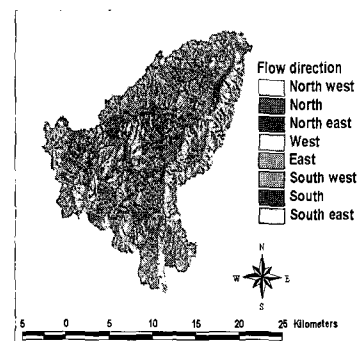 Flow direction
North west
North
North east
West
East
South west
South
South east
N
W E
S
5 0 5 10 15 20 25 Kilometers